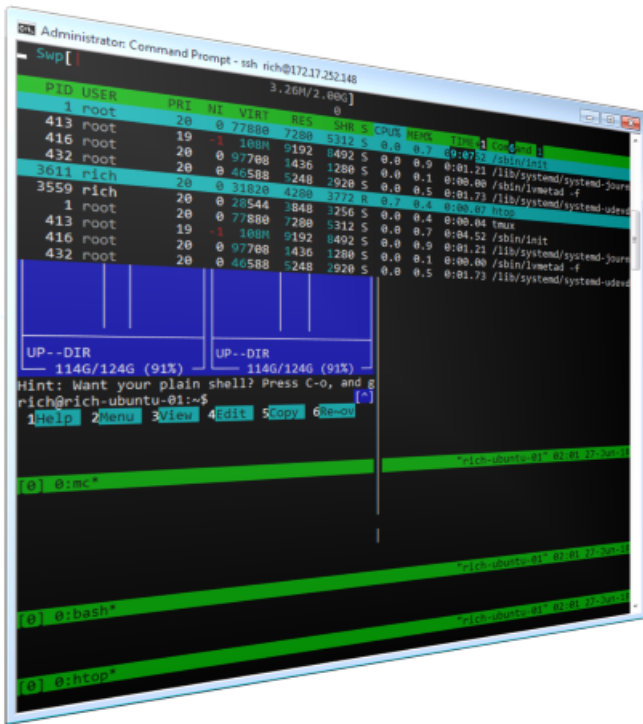 Administrator: Command Prompt - ssh rich@172.17.252.148
Swp[|
3.26M/2.00G]
0
PID USER PRI NI VIRT RES SHR S CPU% MEM% TIME+
1 root 20 0 77880 7280 5312 S 0.0 0.7 /sbin/init
413 root 19 -1 108M 9192 8492 S 0.0 0.9 0:01.21 /lib/systemd/systemd-journ
416 root 20 0 97708 1436 1280 S 0.0 0.1 0:00.00 /sbin/lvmetad -f
432 root 20 0 46588 5248 2920 S 0.0 0.5 0:01.73 /lib/systemd/systemd-udevd
3611 rich 20 0 31820 4280 3772 R 0.7 0.4 0:00.07 htop
3559 rich 20 0 28544 3848 3256 S 0.0 0.4 0:00.04 tmux
1 root 20 0 77880 7280 5312 S 0.0 0.7 0:04.52 /sbin/init
413 root 19 -1 108M 9192 8492 S 0.0 0.9 0:01.21 /lib/systemd/systemd-journ
416 root 20 0 97708 1436 1280 S 0.0 0.1 0:00.00 /sbin/lvmetad -f
432 root 20 0 46588 5248 2920 S 0.0 0.5 0:01.73 /lib/systemd/systemd-udevd
UP--DIR UP--DIR
114G/124G (91%) 114G/124G (91%)
Hint: Want your plain shell? Press C-o, and g
rich@rich-ubuntu-01:~$ [^]
1Help 2Menu 3View 4Edit 5Copy 6Re~ov
[0] 0:mc* "rich-ubuntu-01" 02:01 27-Jun-18
[0] 0:bash* "rich-ubuntu-01" 02:01 27-Jun-18
[0] 0:htop* "rich-ubuntu-01" 02:01 27-Jun-18